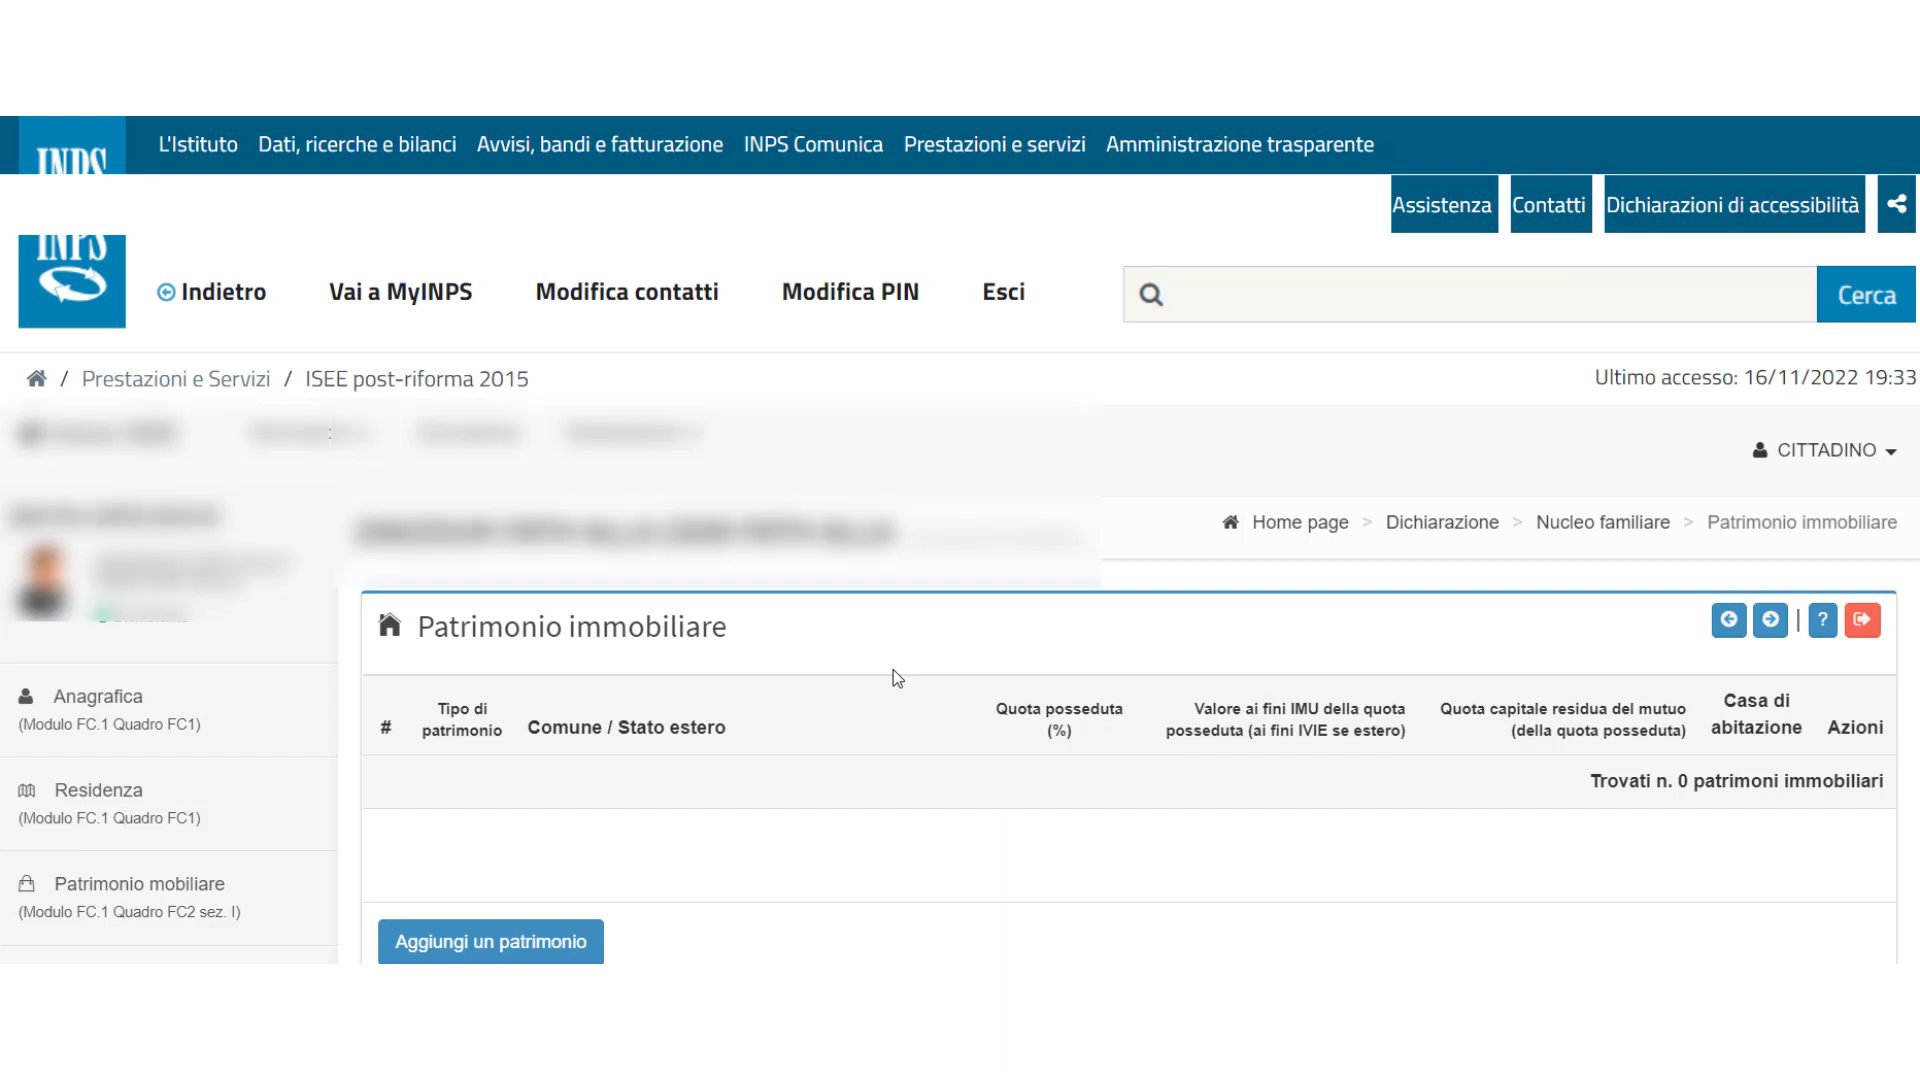 L'Istituto Dati, ricerche e bilanci Avvisi, bandi e fatturazione INPS Comunica Prestazioni e servizi Amministrazione trasparente
INPS
Assistenza Contatti Dichiarazioni di accessibilità
INPS
Indietro Vai a MyINPS Modifica contatti Modifica PIN Esci Cerca
/ Prestazioni e Servizi / ISEE post-riforma 2015 Ultimo accesso: 16/11/2022 19:33
CITTADINO
Home page > Dichiarazione > Nucleo familiare > Patrimonio immobiliare
Patrimonio immobiliare | ?
Anagrafica
(Modulo FC.1 Quadro FC1)
Residenza
(Modulo FC.1 Quadro FC1)
Patrimonio mobiliare
(Modulo FC.1 Quadro FC2 sez. I)
#
Tipo di
patrimonio
Comune / Stato estero
Quota posseduta
(%)
Valore ai fini IMU della quota
posseduta (ai fini IVIE se estero)
Quota capitale residua del mutuo
(della quota posseduta)
Casa di
abitazione
Azioni
Trovati n. 0 patrimoni immobiliari
Aggiungi un patrimonio